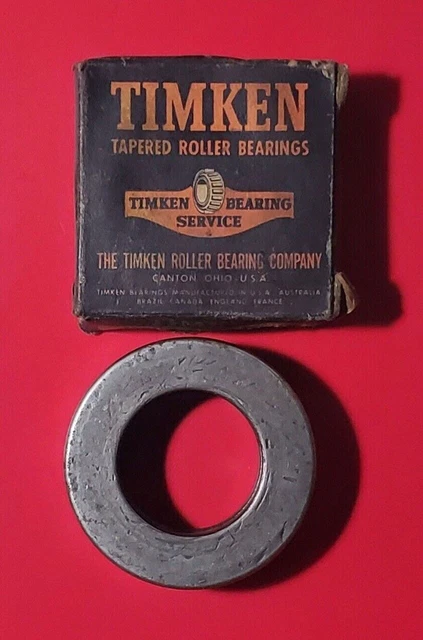 TIMKEN
TAPERED ROLLER BEARINGS
TIMKEN BEARING
SERVICE
THE TIMKEN ROLLER BEARING COMPANY
CANTON OHIO U.S.A.
TIMKEN BEARINGS MANUFACTURED IN U.S.A. AUSTRALIA
BRAZIL CANADA ENGLAND FRANCE